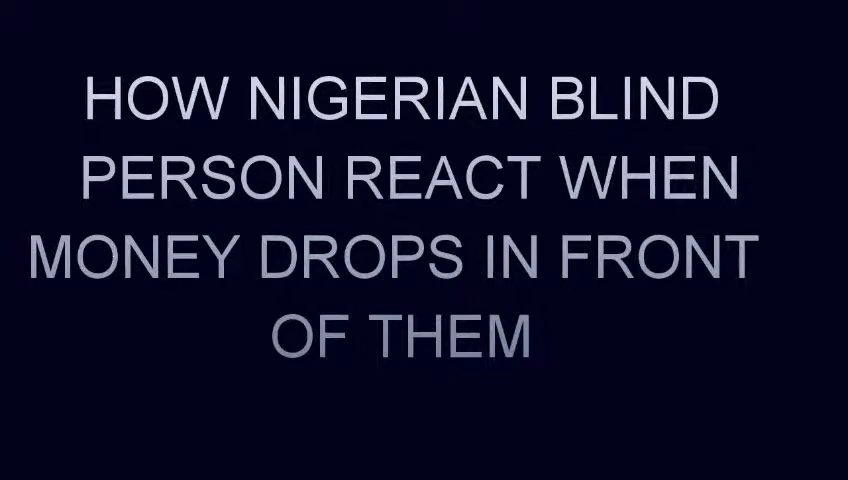 HOW NIGERIAN BLIND
PERSON REACT WHEN
MONEY DROPS IN FRONT
OF THEM